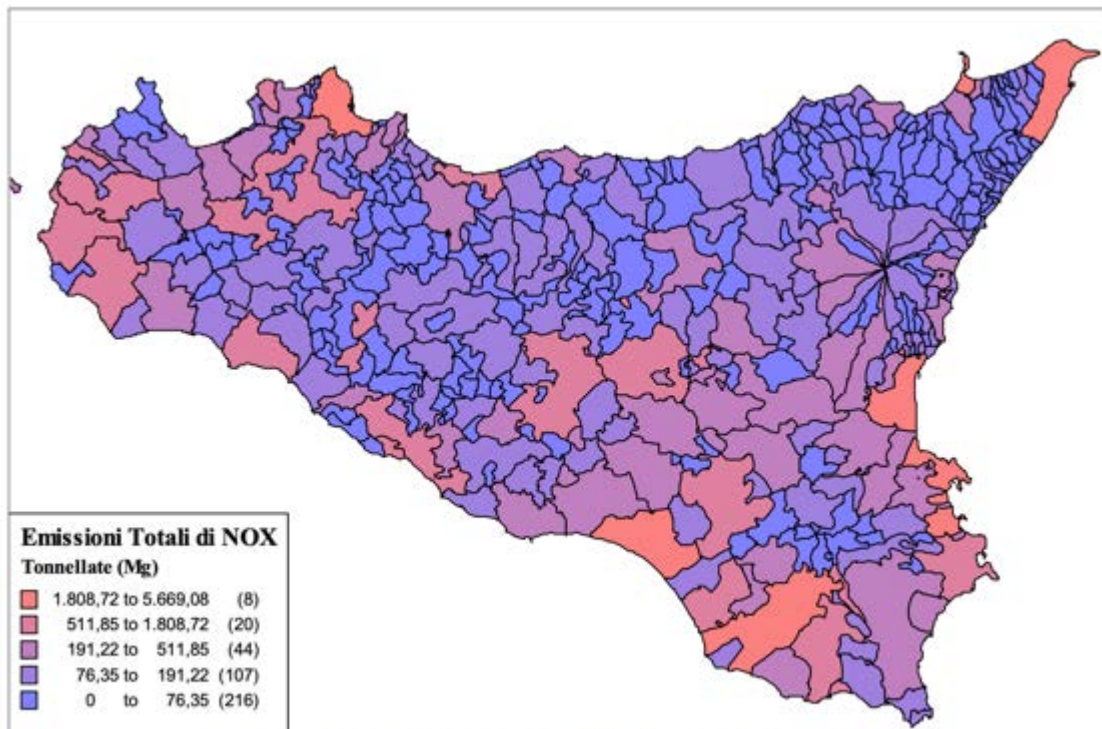 Emissioni Totali di NOX
Tonnellate (Mg)
1.808,72 to 5.669,08 (8)
511,85 to 1.808,72 (20)
191,22 to 511,85 (44)
76,35 to 191,22 (107)
0 to 76,35 (216)